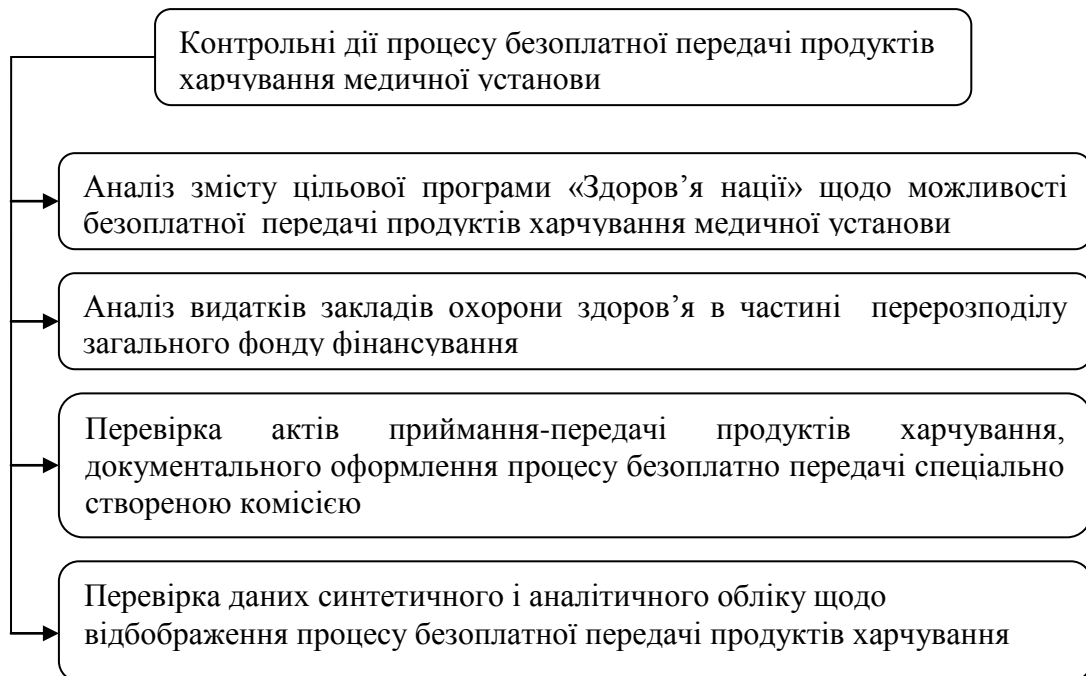 Контрольні дії процесу безоплатної передачі продуктів
харчування медичної установи
Аналіз змісту цільової програми «Здоров’я нації» щодо можливості
безоплатної передачі продуктів харчування медичної установи
Аналіз видатків закладів охорони здоров’я в частині перерозподілу
загального фонду фінансування
Перевірка актів приймання-передачі продуктів харчування,
документального оформлення процесу безоплатно передачі спеціально
створеною комісією
Перевірка даних синтетичного і аналітичного обліку щодо
відбображення процесу безоплатної передачі продуктів харчування